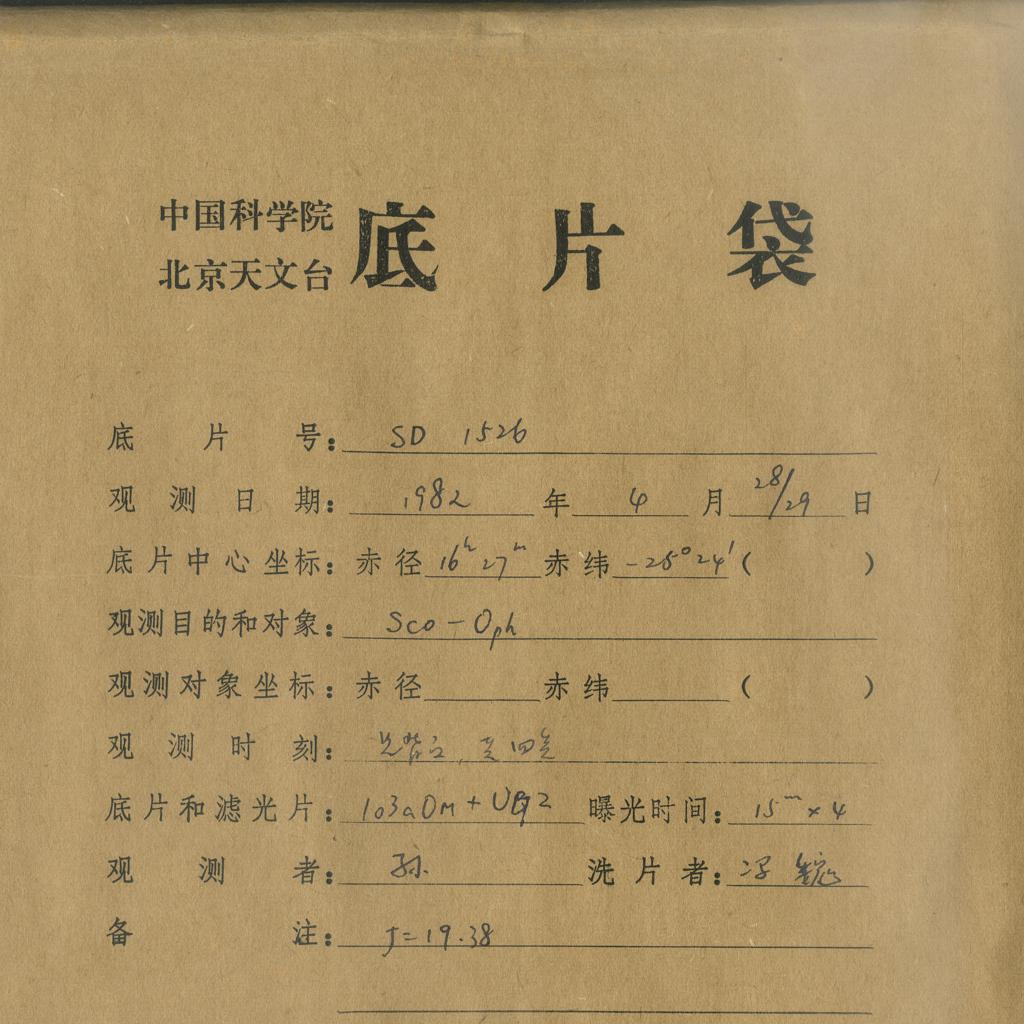 中国科学院
北京天文台 底片袋
底片号: SD 1526
观测日期: 1982 年 4 月 28/29 日
底片中心坐标: 赤径 16h 27m 赤纬 -25°24′ ( )
观测目的和对象: Sco-Oph
观测对象坐标: 赤径 赤纬 ( )
观测时刻:
底片和滤光片: 103aOM + UG2 曝光时间: 15m×4
观测者: 孙 洗片者:
备注: f=19.38